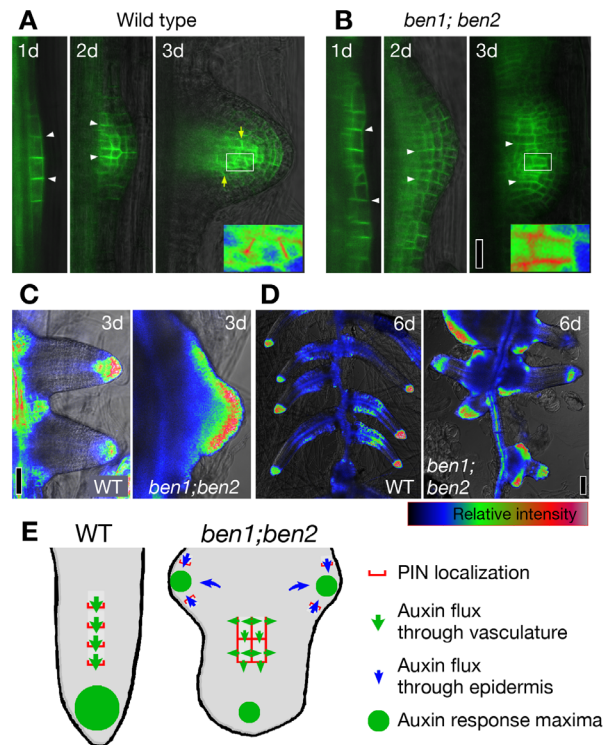 A
Wild type
B
ben1; ben2
1d
2d
3d
1d
2d
3d
C
D
3d
3d
6d
6d
WT
ben1;ben2
WT
ben1;
ben2
Relative intensity
E
WT
ben1;ben2
PIN localization
Auxin flux
through vasculature
Auxin flux
through epidermis
Auxin response maxima